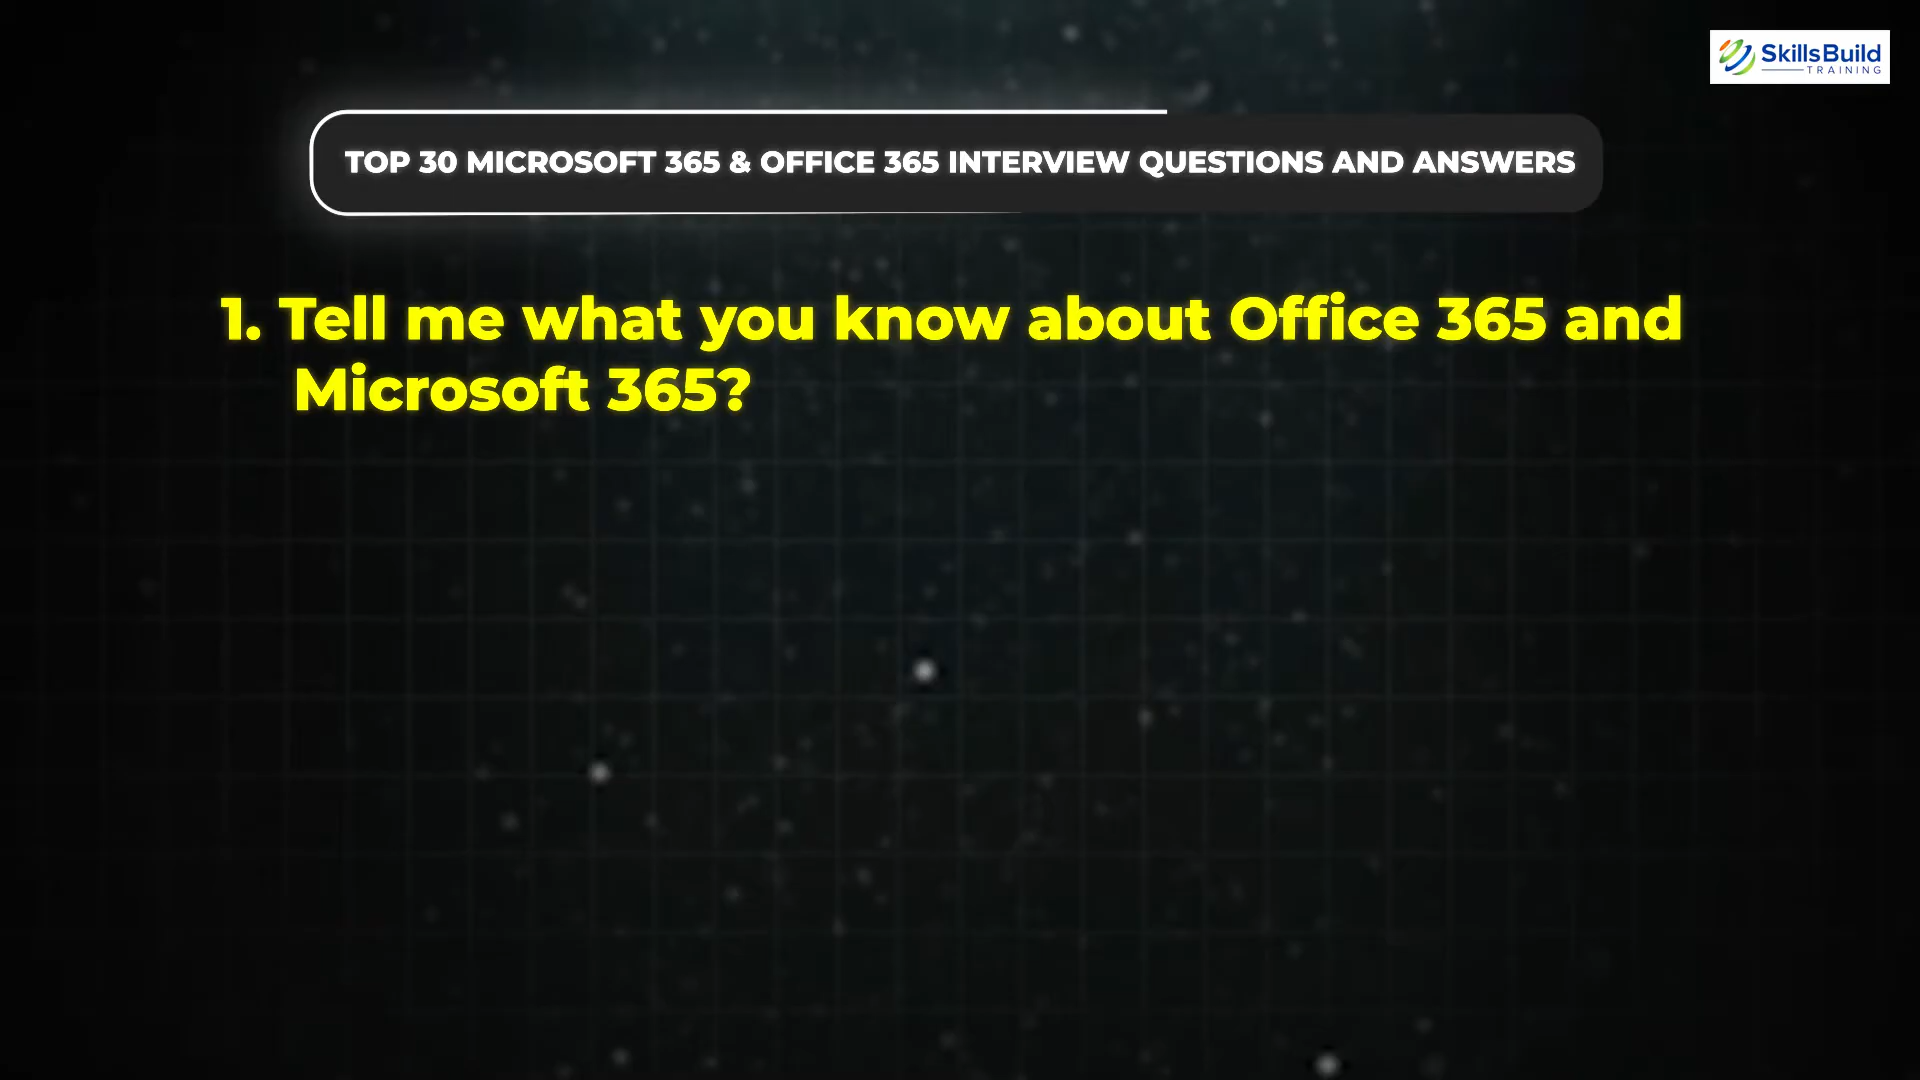 SkillsBuild
TRAINING
TOP 30 MICROSOFT 365 & OFFICE 365 INTERVIEW QUESTIONS AND ANSWERS
1. Tell me what you know about Office 365 and
Microsoft 365?